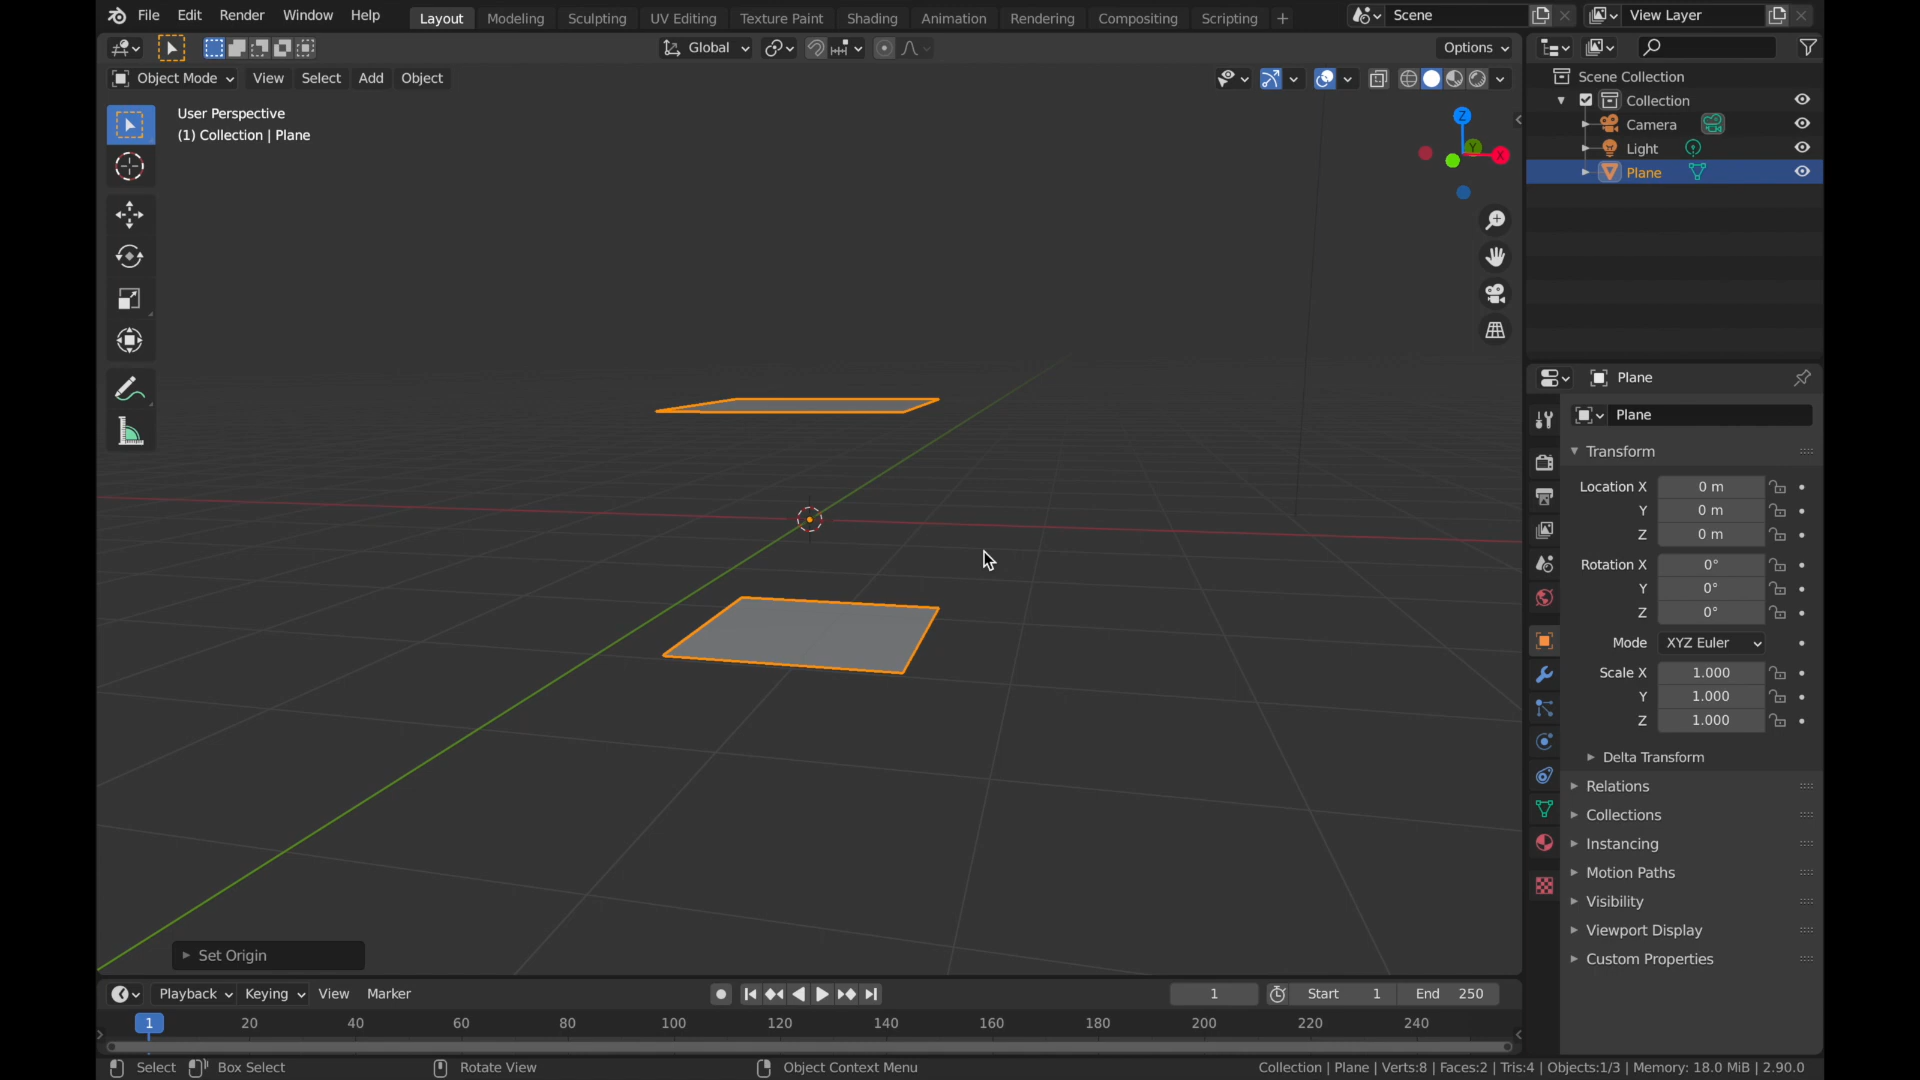 File Edit Render Window Help Layout Modeling Sculpting UV Editing Texture Paint Shading Animation Rendering Compositing Scripting + Scene View Layer
Global Options
Object Mode View Select Add Object
User Perspective
(1) Collection | Plane
Z
Y
X
Scene Collection
Collection
Camera
Light
Plane
Plane
Plane
Transform
Location X 0 m
Y 0 m
Z 0 m
Rotation X 0°
Y 0°
Z 0°
Mode XYZ Euler
Scale X 1.000
Y 1.000
Z 1.000
Delta Transform
Relations
Collections
Instancing
Motion Paths
Visibility
Viewport Display
Custom Properties
Set Origin
Playback Keying View Marker 1 Start 1 End 250
1 20 40 60 80 100 120 140 160 180 200 220 240
Select Box Select Rotate View Object Context Menu Collection | Plane | Verts:8 | Faces:2 | Tris:4 | Objects:1/3 | Memory: 18.0 MiB | 2.90.0